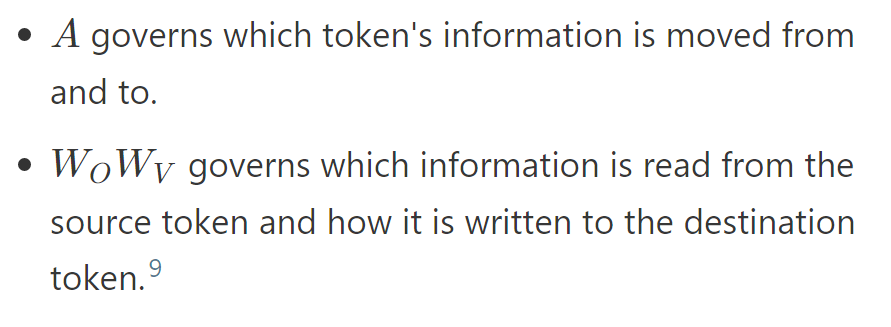 • A governs which token's information is moved from
and to.
• W_O W_V governs which information is read from the
source token and how it is written to the destination
token.⁹